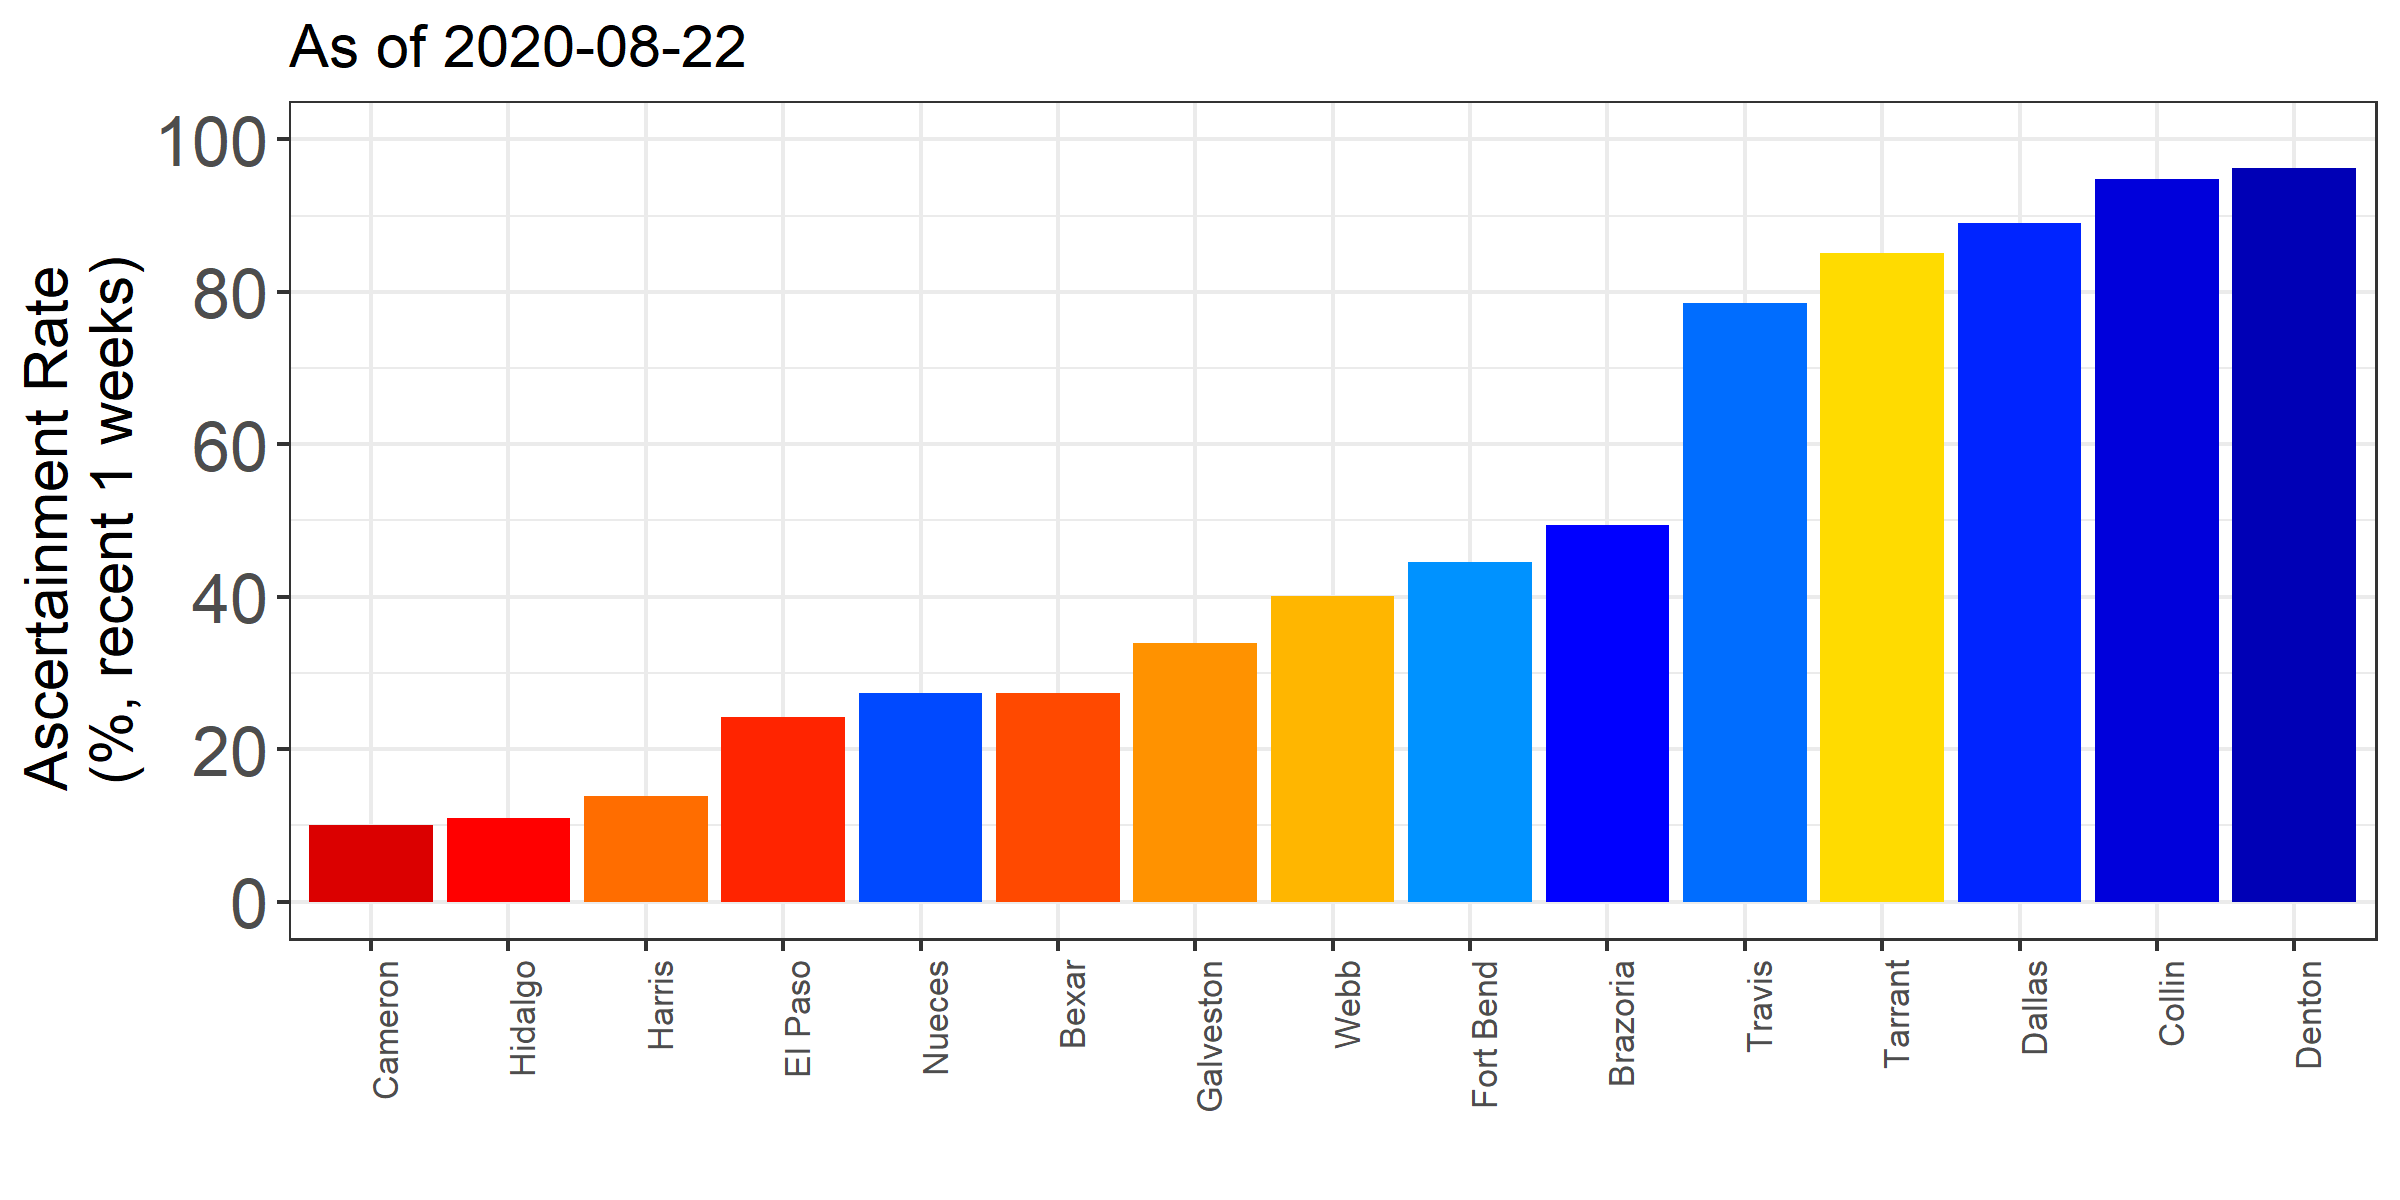 As of 2020-08-22
Ascertainment Rate
(%, recent 1 weeks)
100
80
60
40
20
0
Cameron
Hidalgo
Harris
El Paso
Nueces
Bexar
Galveston
Webb
Fort Bend
Brazoria
Travis
Tarrant
Dallas
Collin
Denton